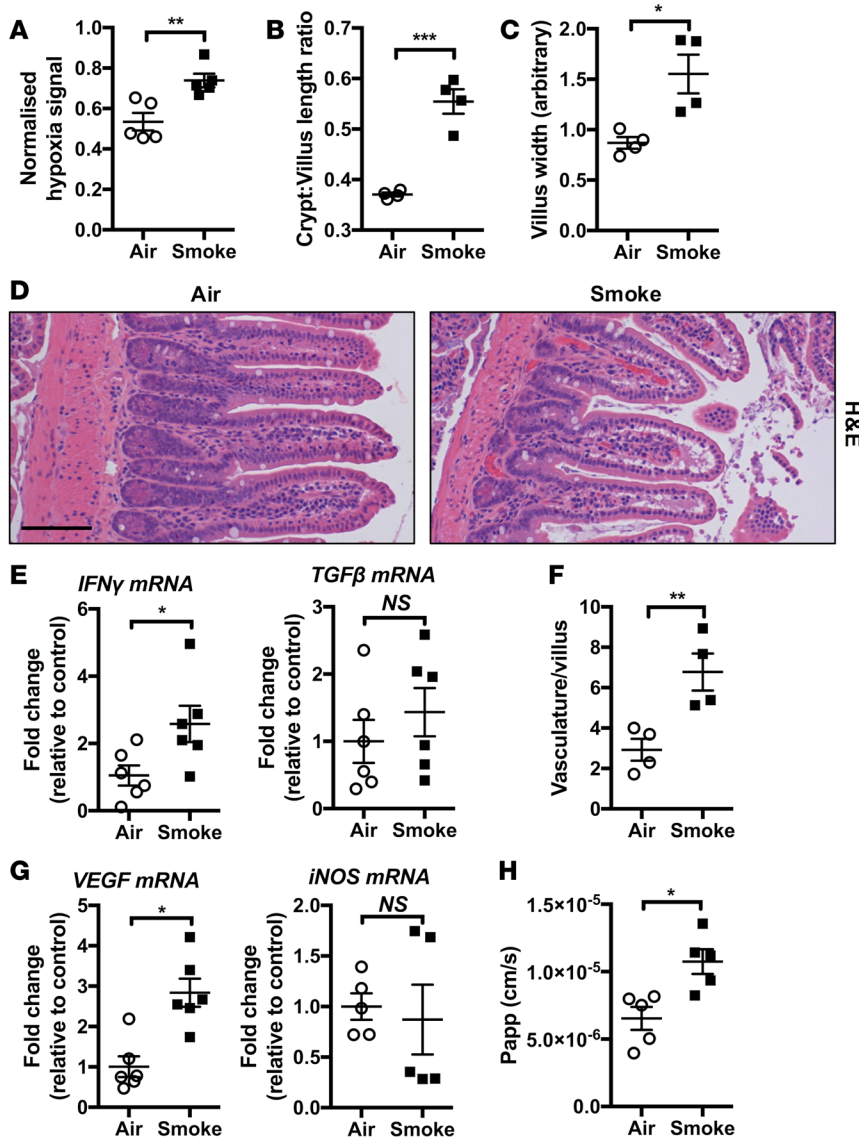 A
Normalised
hypoxia signal
1.0
0.8
0.6
0.4
0.2
0.0
**
Air Smoke
B
Crypt:Villus length ratio
0.7
0.6
0.5
0.4
0.3
***
Air Smoke
C
Villus width (arbitrary)
2.0
1.5
1.0
0.5
0.0
*
Air Smoke
D
Air
Smoke
H&E
E
IFNγ mRNA
Fold change
(relative to control)
6
4
2
0
*
Air Smoke
TGFβ mRNA
Fold change
(relative to control)
3
2
1
0
NS
Air Smoke
F
Vasculature/villus
10
8
6
4
2
0
**
Air Smoke
G
VEGF mRNA
Fold change
(relative to control)
5
4
3
2
1
0
*
Air Smoke
iNOS mRNA
Fold change
(relative to control)
2.0
1.5
1.0
0.5
0.0
NS
Air Smoke
H
Papp (cm/s)
1.5×10⁻⁵
1.0×10⁻⁵
5.0×10⁻⁶
0.0
*
Air Smoke